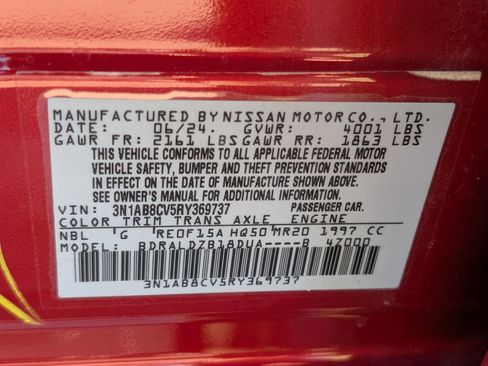 MANUFACTURED BY NISSAN MOTOR CO., LTD.
DATE: 06/24. GVWR: 4001 LBS
GAWR FR: 2161 LBS GAWR RR: 1863 LBS
THIS VEHICLE CONFORMS TO ALL APPLICABLE FEDERAL MOTOR
VEHICLE SAFETY, BUMPER AND THEFT PREVENTION STANDARDS
IN EFFECT ON THE DATE OF MANUFACTURE SHOWN ABOVE.
SEE OWNER'S MANUAL FOR ADDITIONAL INFORMATION
VIN: 3N1AB8CV5RY369737 PASSENGER CAR.
COLOR TRIM TRANS AXLE ENGINE
NBL 'G 'RE0F15A HQ50 MR20 1997 CC
MODEL: BDRALDZB18DUA----B 47000
3N1AB8CV5RY369737